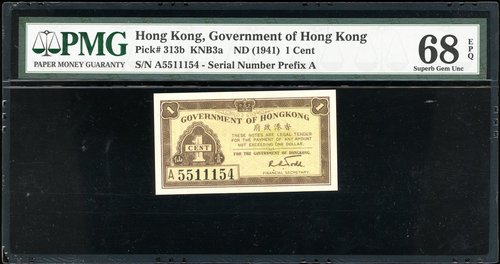 PMG
PAPER MONEY GUARANTY
Hong Kong, Government of Hong Kong
Pick# 313b KNB3a ND (1941) 1 Cent
S/N A5511154 - Serial Number Prefix A
68 EPQ
Superb Gem Unc
1 1
GOVERNMENT OF HONGKONG
府政港香
THESE NOTES ARE LEGAL TENDER
FOR THE PAYMENT OF ANY AMOUNT
NOT EXCEEDING ONE DOLLAR.
FOR THE GOVERNMENT OF HONGKONG.
1
CENT
FINANCIAL SECRETARY.
A 5511154